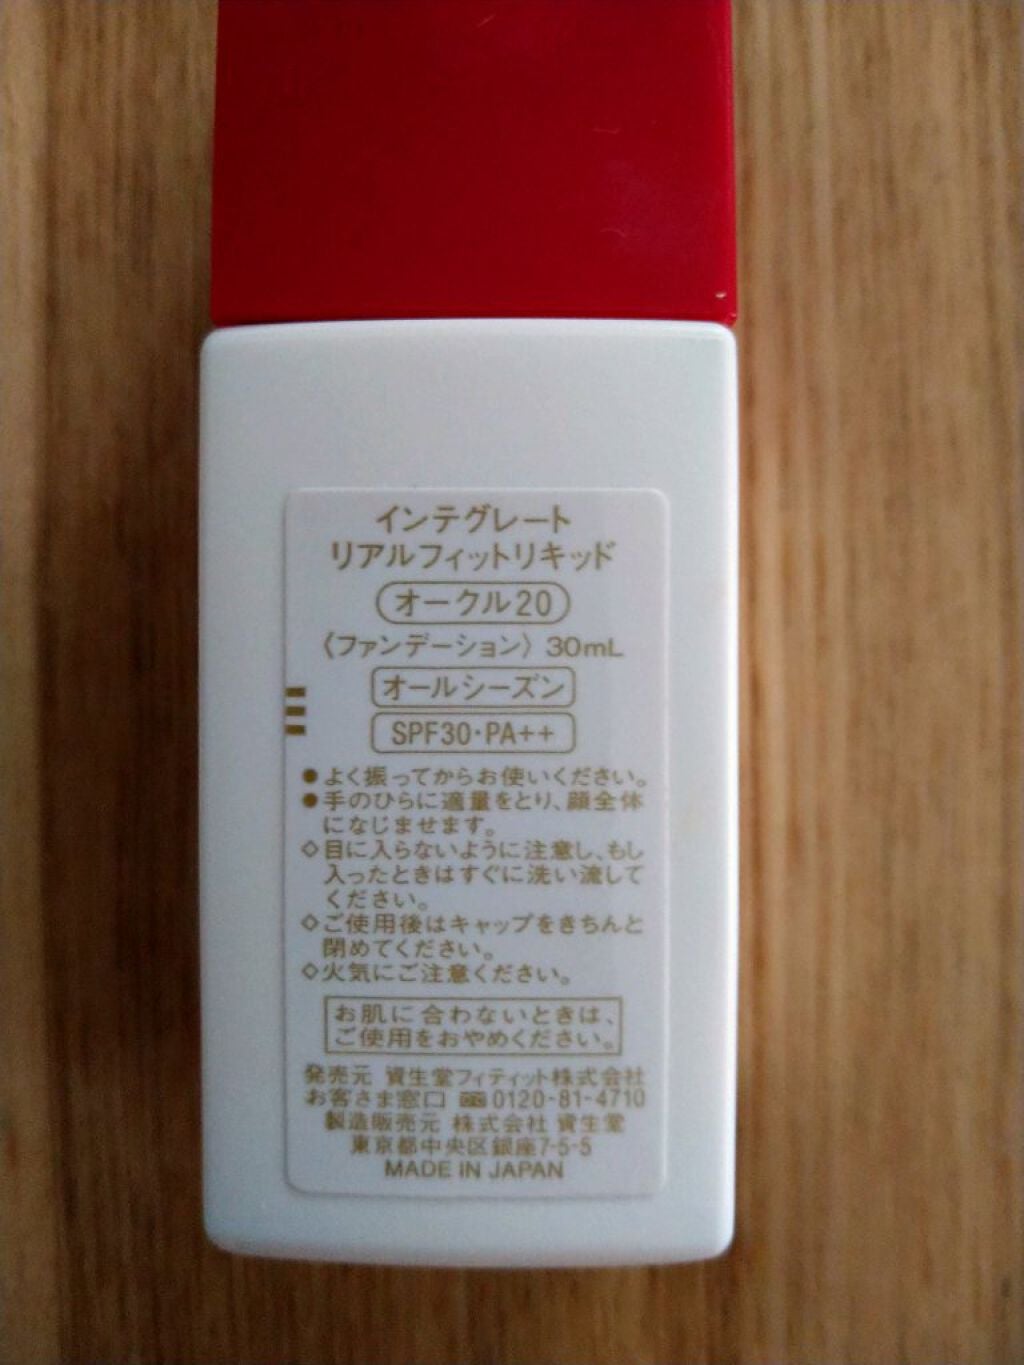 インテグレート
リアルフィットリキッド
オークル20
〈ファンデーション〉 30mL
オールシーズン
SPF30・PA++
●よく振ってからお使いください。
●手のひらに適量をとり、顔全体
になじませます。
◇目に入らないように注意し、もし
入ったときはすぐに洗い流して
ください。
◇ご使用後はキャップをきちんと
閉めてください。
◇火気にご注意ください。
お肌に合わないときは、
ご使用をおやめください。
発売元 資生堂フィティット株式会社
お客さま窓口 0120-81-4710
製造販売元 株式会社 資生堂
東京都中央区銀座7-5-5
MADE IN JAPAN